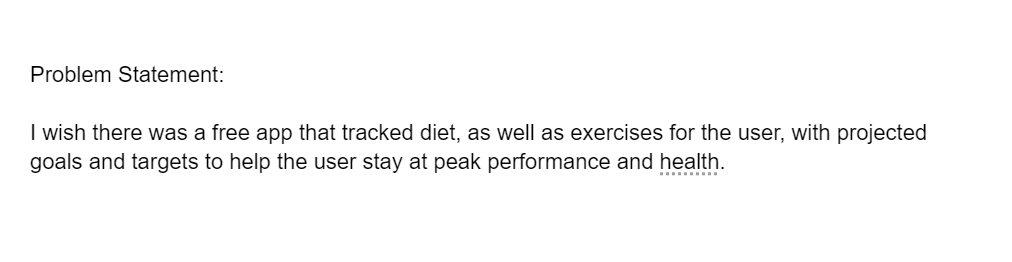 Problem Statement:
I wish there was a free app that tracked diet, as well as exercises for the user, with projected
goals and targets to help the user stay at peak performance and health.